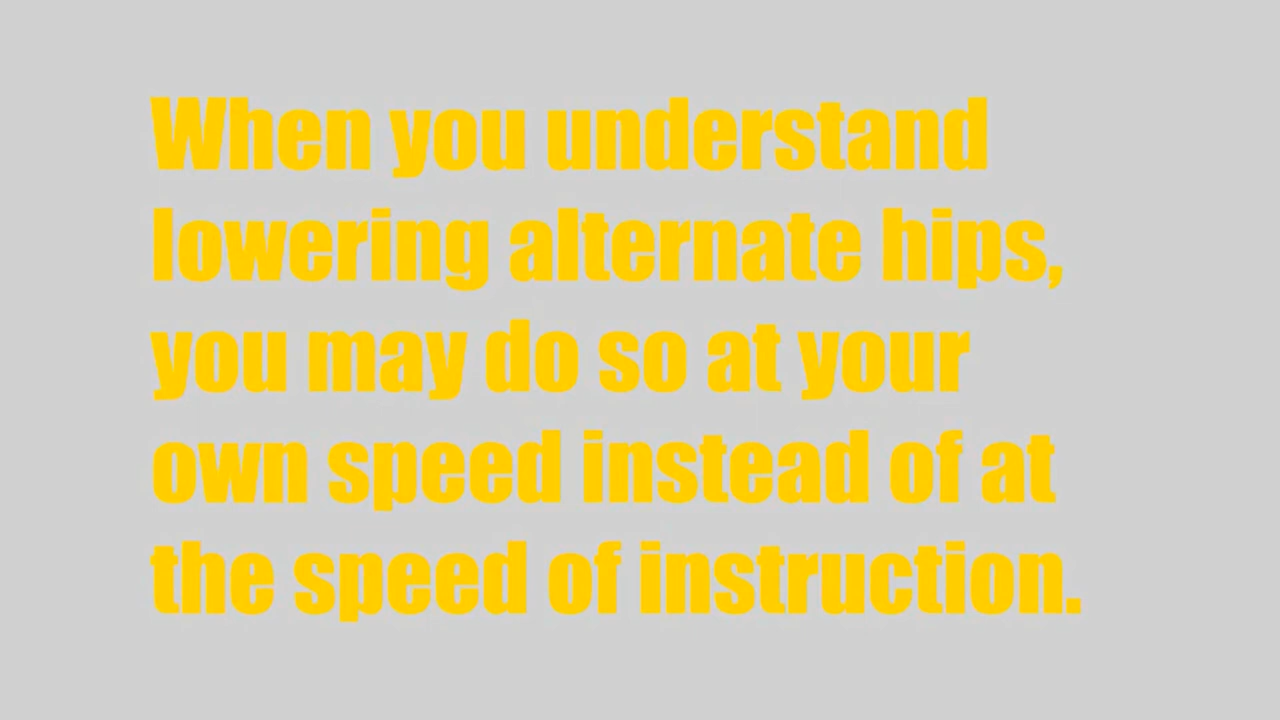 When you understand
lowering alternate hips,
you may do so at your
own speed instead of at
the speed of instruction.